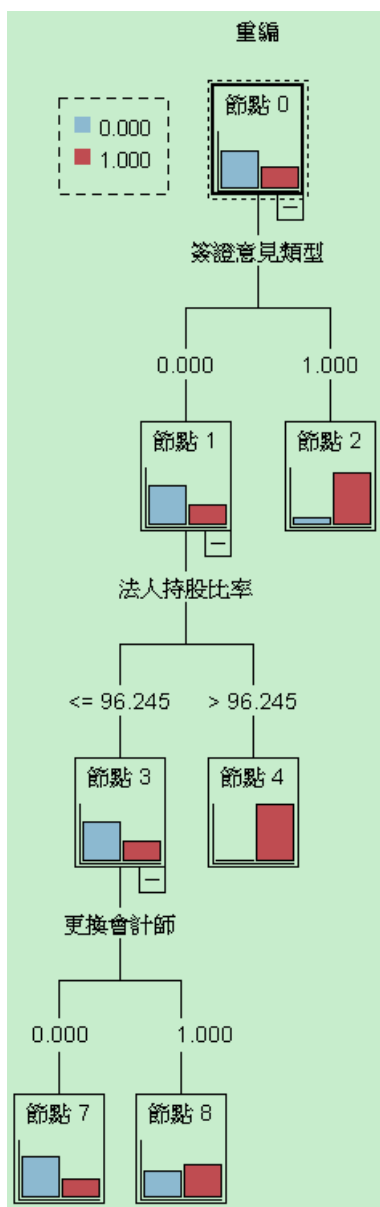 重編
0.000
1.000
節點 0
簽證意見類型
0.000
1.000
節點 1
節點 2
法人持股比率
<= 96.245
> 96.245
節點 3
節點 4
更換會計師
0.000
1.000
節點 7
節點 8